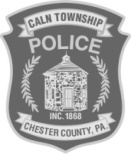 CALN TOWNSHIP
POLICE
INC. 1868
CHESTER COUNTY, PA.